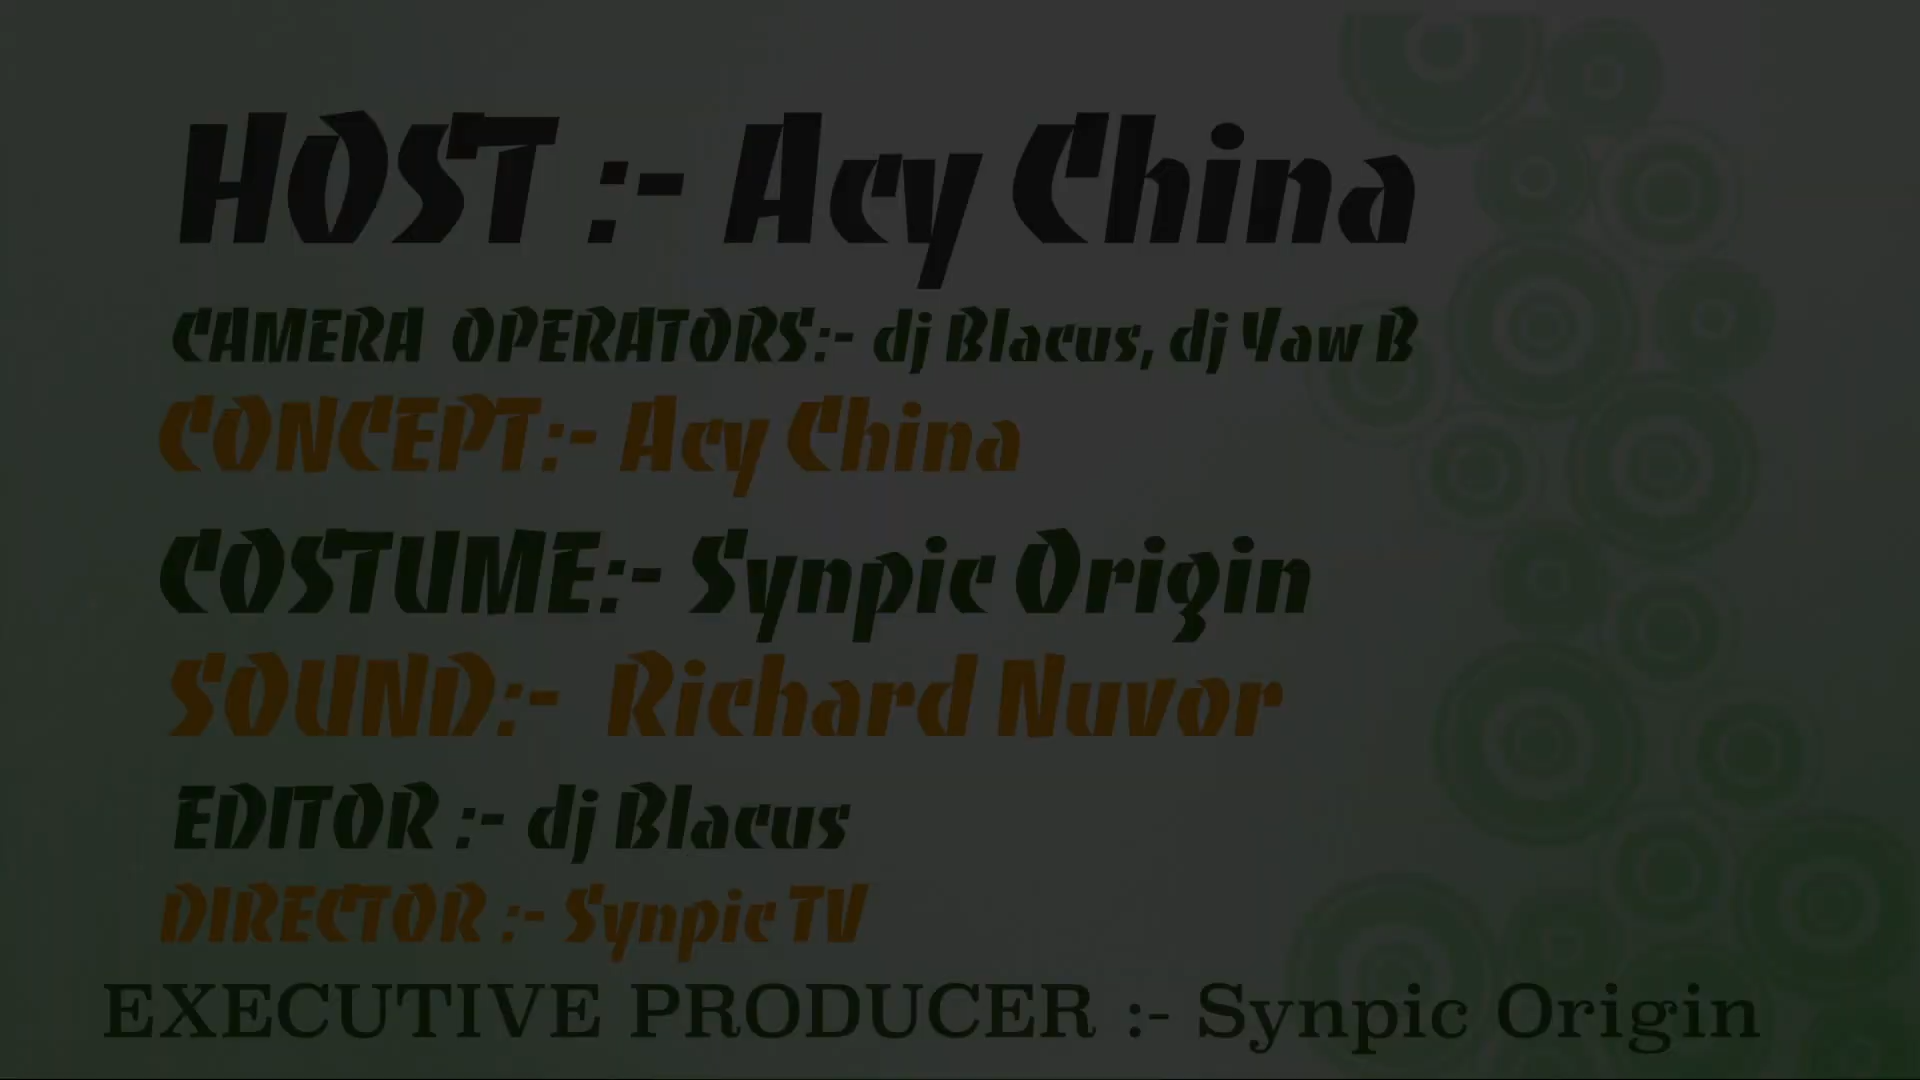 HOST :- Acy China
CAMERA OPERATORS:- dj Blacus, dj Yaw B
CONCEPT:- Acy China
COSTUME:- Synpic Origin
SOUND:- Richard Nuvor
EDITOR :- dj Blacus
DIRECTOR :- Synpic TV
EXECUTIVE PRODUCER :- Synpic Origin